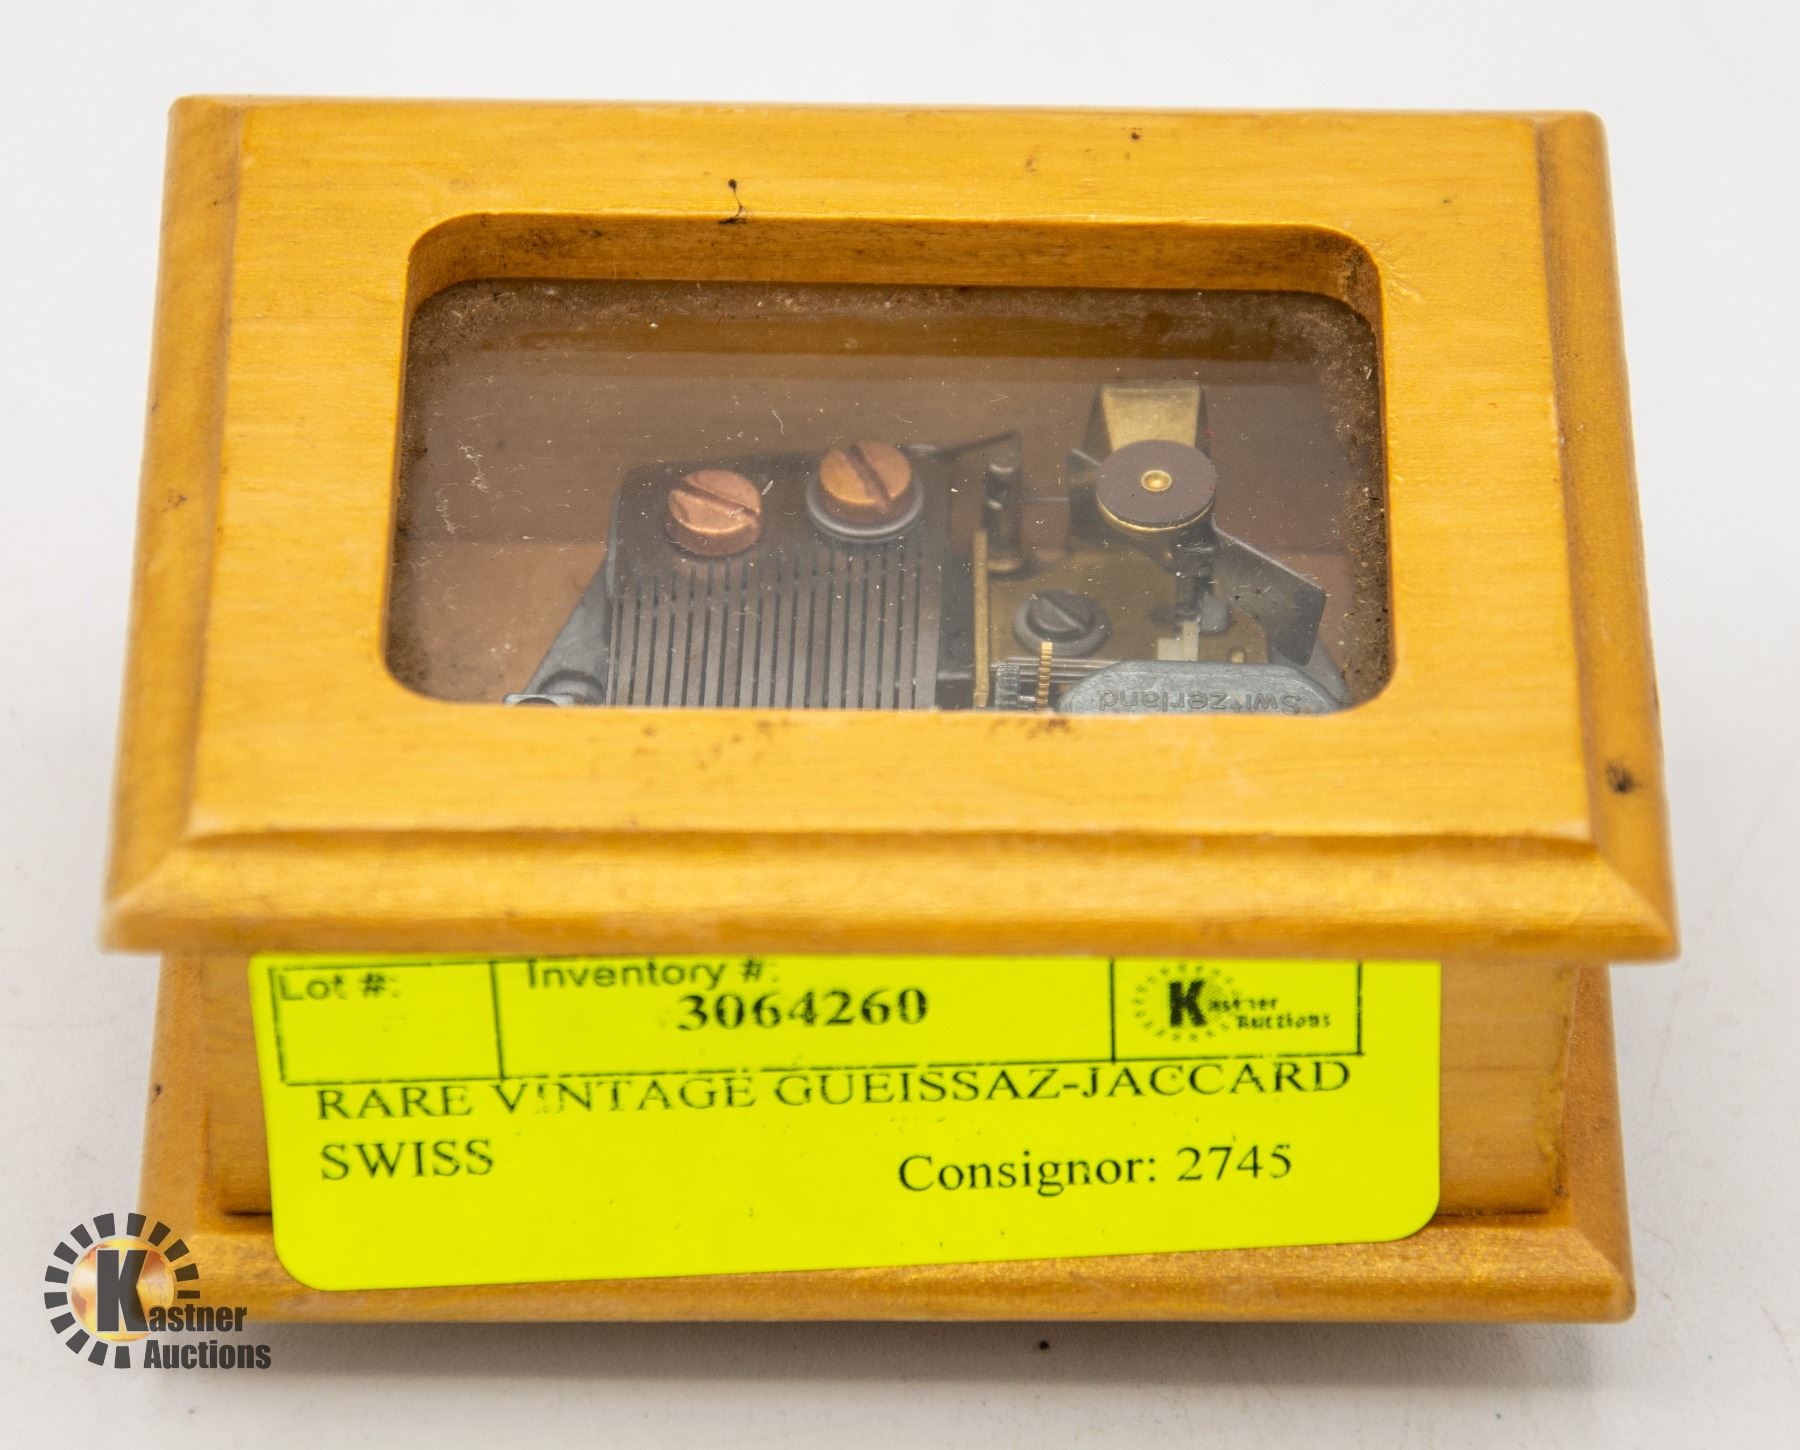 Switzerland
Lot #:
Inventory #:
3064260
Kastner
Auctions
RARE VINTAGE GUEISSAZ-JACCARD
SWISS
Consignor: 2745
Kastner
Auctions